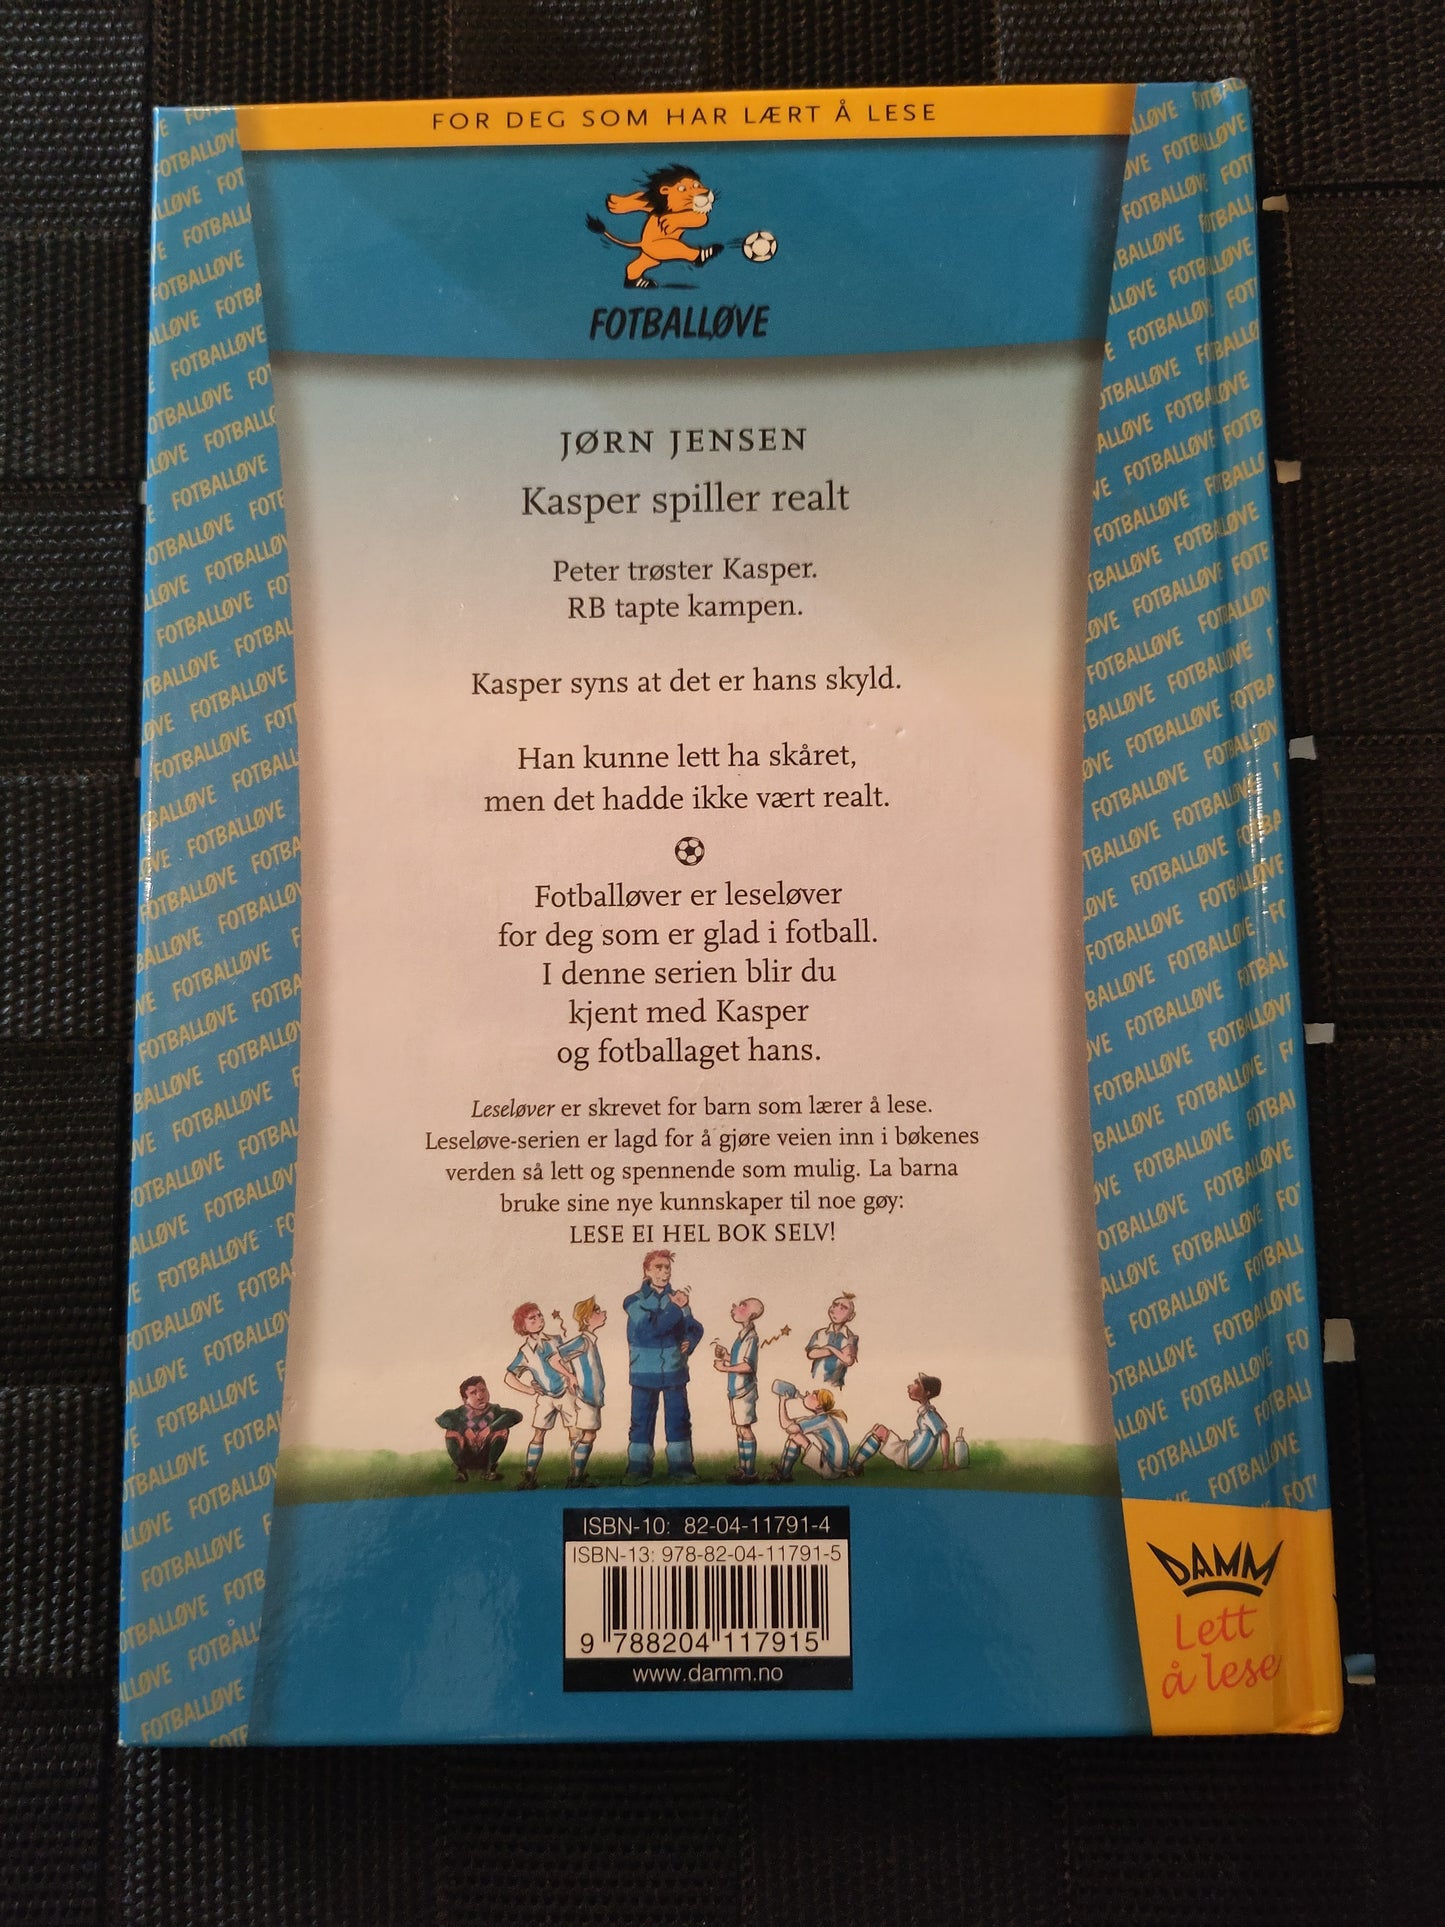 FOR DEG SOM HAR LÆRT Å LESE
FOTBALLØVE
JØRN JENSEN
Kasper spiller realt
Peter trøster Kasper.
RB tapte kampen.
Kasper syns at det er hans skyld.
Han kunne lett ha skåret,
men det hadde ikke vært realt.
Fotballøver er leseløver
for deg som er glad i fotball.
I denne serien blir du
kjent med Kasper
og fotballaget hans.
Leseløver er skrevet for barn som lærer å lese.
Leseløve-serien er lagd for å gjøre veien inn i bøkenes
verden så lett og spennende som mulig. La barna
bruke sine nye kunnskaper til noe gøy:
LESE EI HEL BOK SELV!
ISBN-10: 82-04-11791-4
ISBN-13: 978-82-04-11791-5
9 788204 117915
www.damm.no
DAMM
Lett
å lese